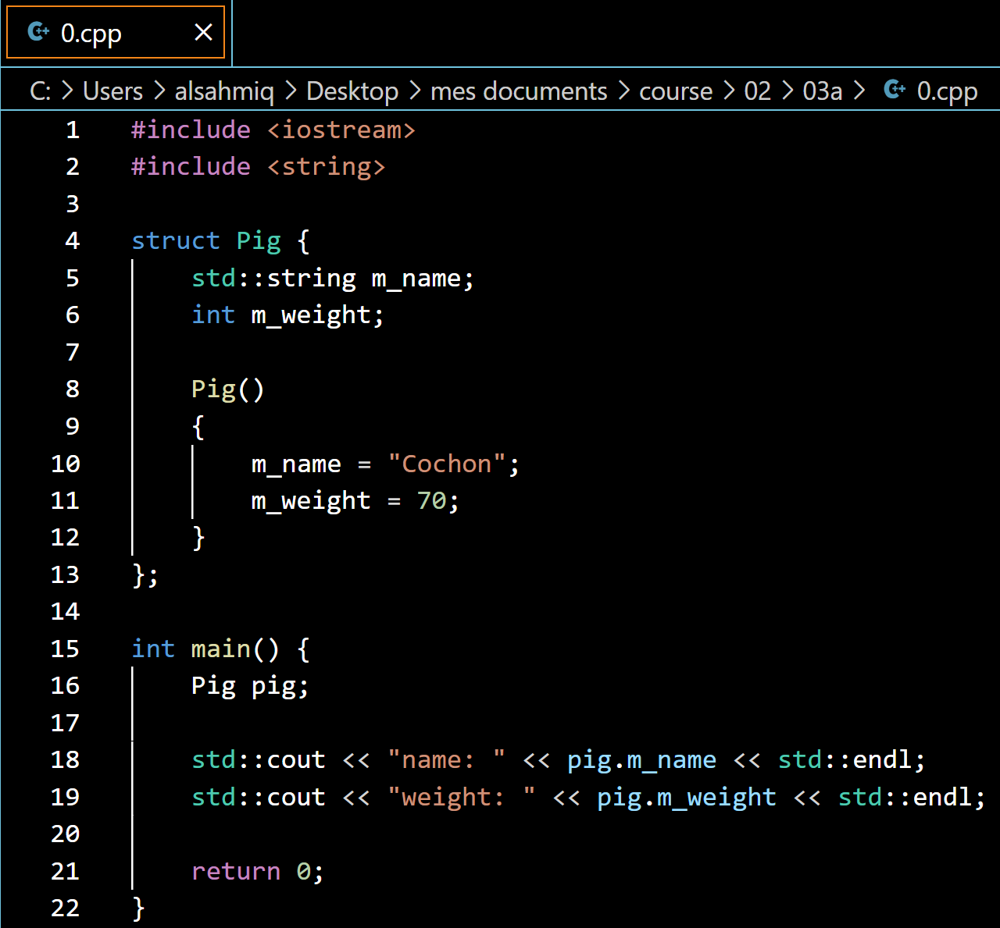 0.cpp
C: > Users > alsahmiq > Desktop > mes documents > course > 02 > 03a > 0.cpp
1 #include <iostream>
2 #include <string>
3
4 struct Pig {
5     std::string m_name;
6     int m_weight;
7
8     Pig()
9     {
10         m_name = "Cochon";
11         m_weight = 70;
12     }
13 };
14
15 int main() {
16     Pig pig;
17
18     std::cout << "name: " << pig.m_name << std::endl;
19     std::cout << "weight: " << pig.m_weight << std::endl;
20
21     return 0;
22 }